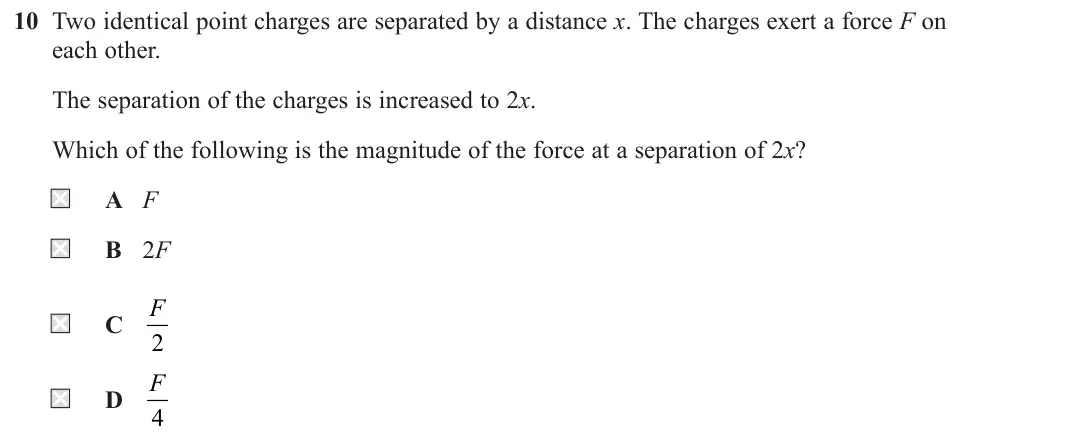 10 Two identical point charges are separated by a distance x. The charges exert a force F on
each other.
The separation of the charges is increased to 2x.
Which of the following is the magnitude of the force at a separation of 2x?
A F
B 2F
C F/2
D F/4